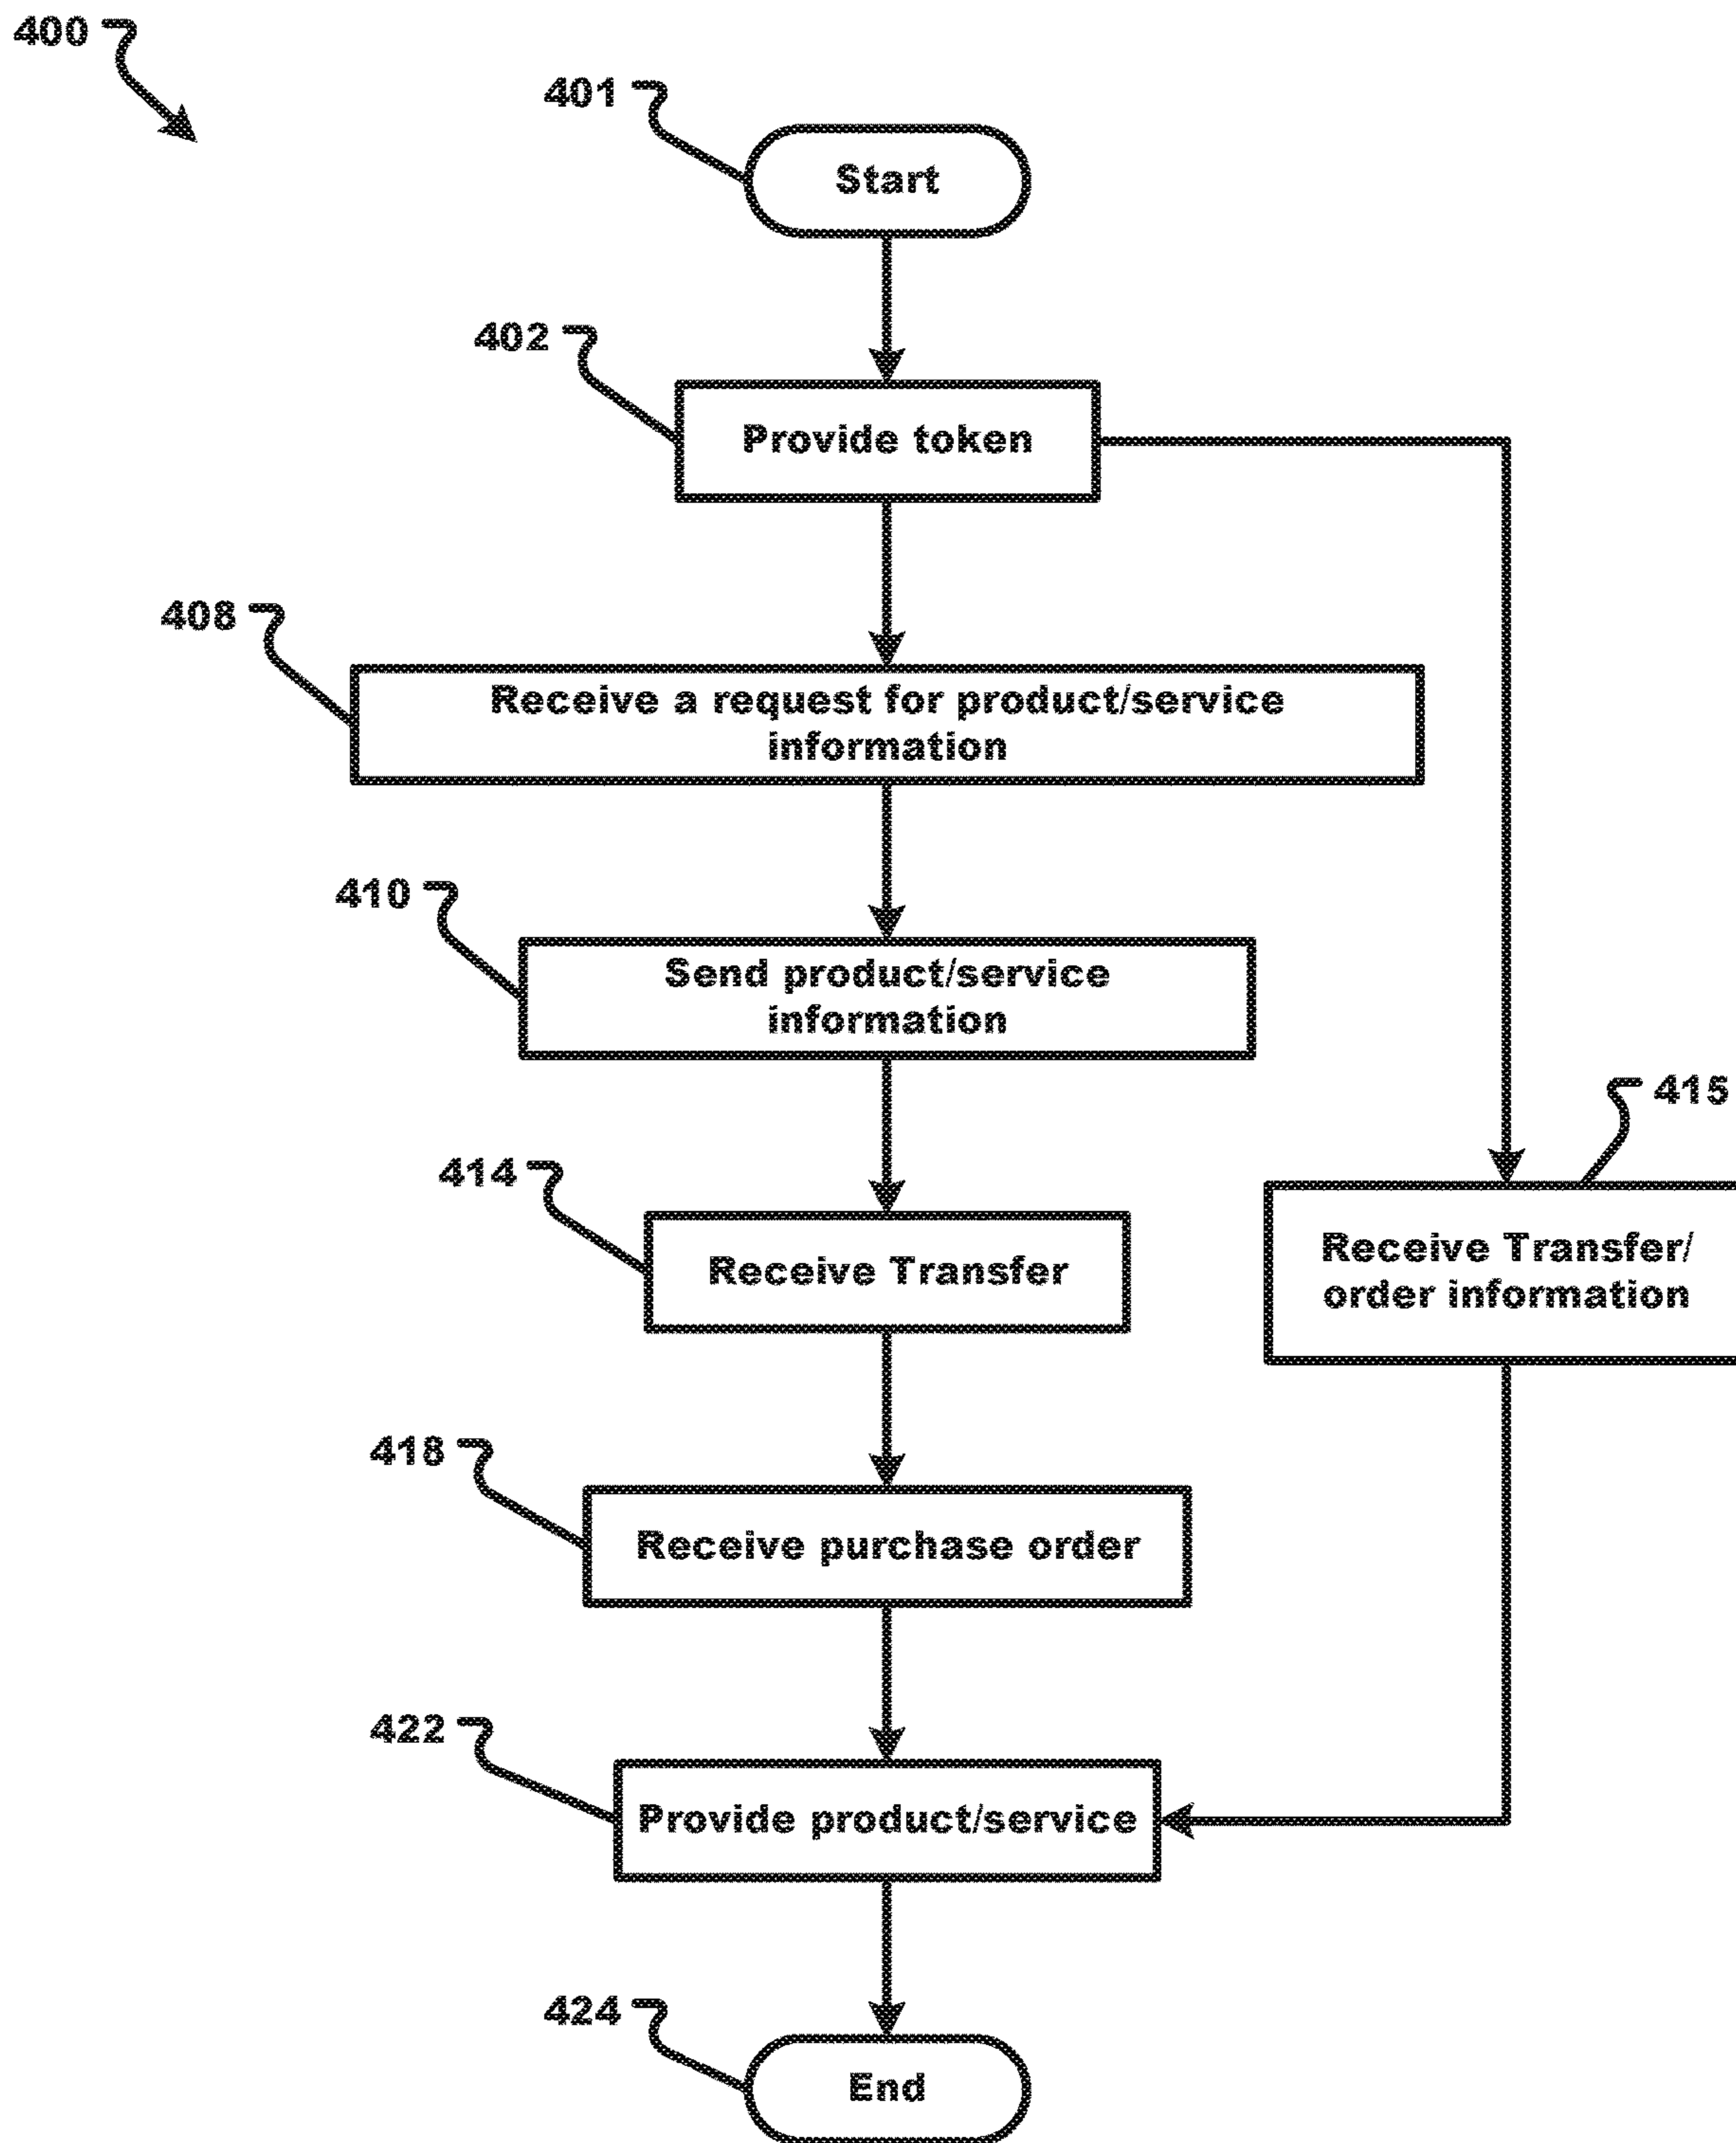 400
401
Start
402
Provide token
408
Receive a request for product/service
information
410
Send product/service
information
414
Receive Transfer
415
Receive Transfer/
order information
418
Receive purchase order
422
Provide product/service
424
End